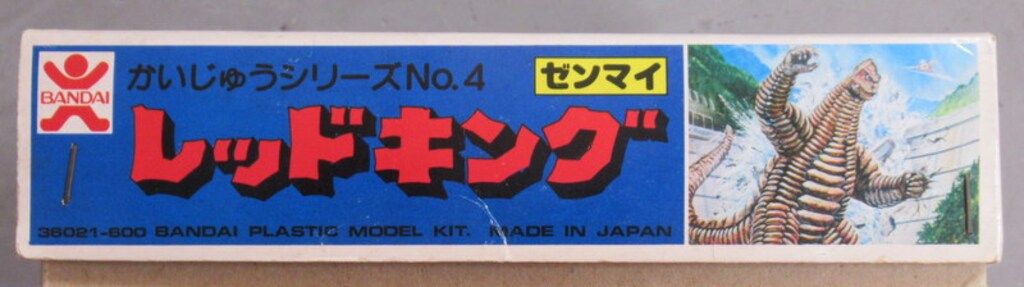 BANDAI
かいじゅうシリーズNo.4
ゼンマイ
レッドキング
36021-600 BANDAI PLASTIC MODEL KIT. MADE IN JAPAN